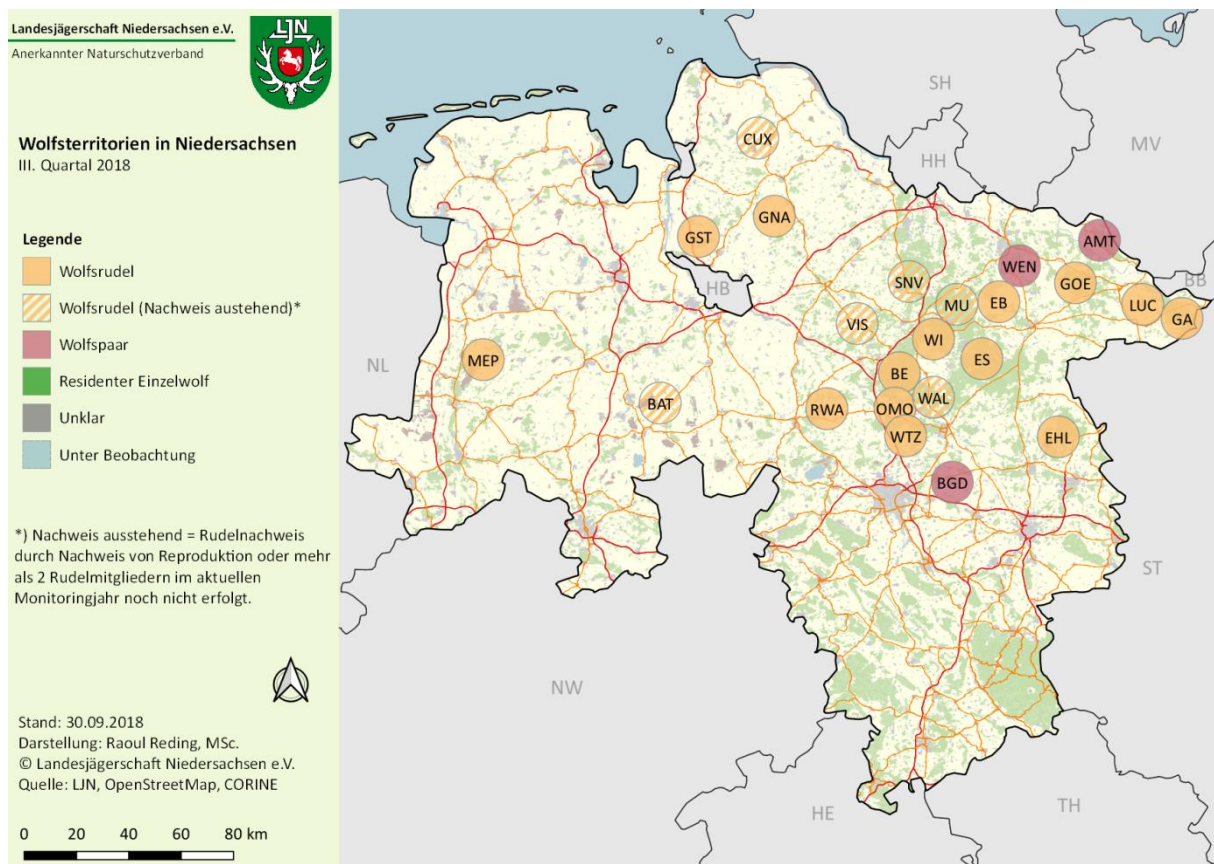 Landesjägerschaft Niedersachsen e.V.
Anerkannter Naturschutzverband
LJN
Wolfsterritorien in Niedersachsen
III. Quartal 2018
Legende
Wolfsrudel
Wolfsrudel (Nachweis austehend)*
Wolfspaar
Residenter Einzelwolf
Unklar
Unter Beobachtung
*) Nachweis ausstehend = Rudelnachweis
durch Nachweis von Reproduktion oder mehr
als 2 Rudelmitgliedern im aktuellen
Monitoringjahr noch nicht erfolgt.
Stand: 30.09.2018
Darstellung: Raoul Reding, MSc.
© Landesjägerschaft Niedersachsen e.V.
Quelle: LJN, OpenStreetMap, CORINE
0 20 40 60 80 km
SH
CUX
MV
HH
GNA
GST
AMT
WEN
SNV
GOE
BB
HB
MU
EB
LUC
GA
VIS
WI
NL
MEP
ES
BE
WAL
BAT
RWA
OMO
WTZ
EHL
BGD
ST
NW
HE
TH